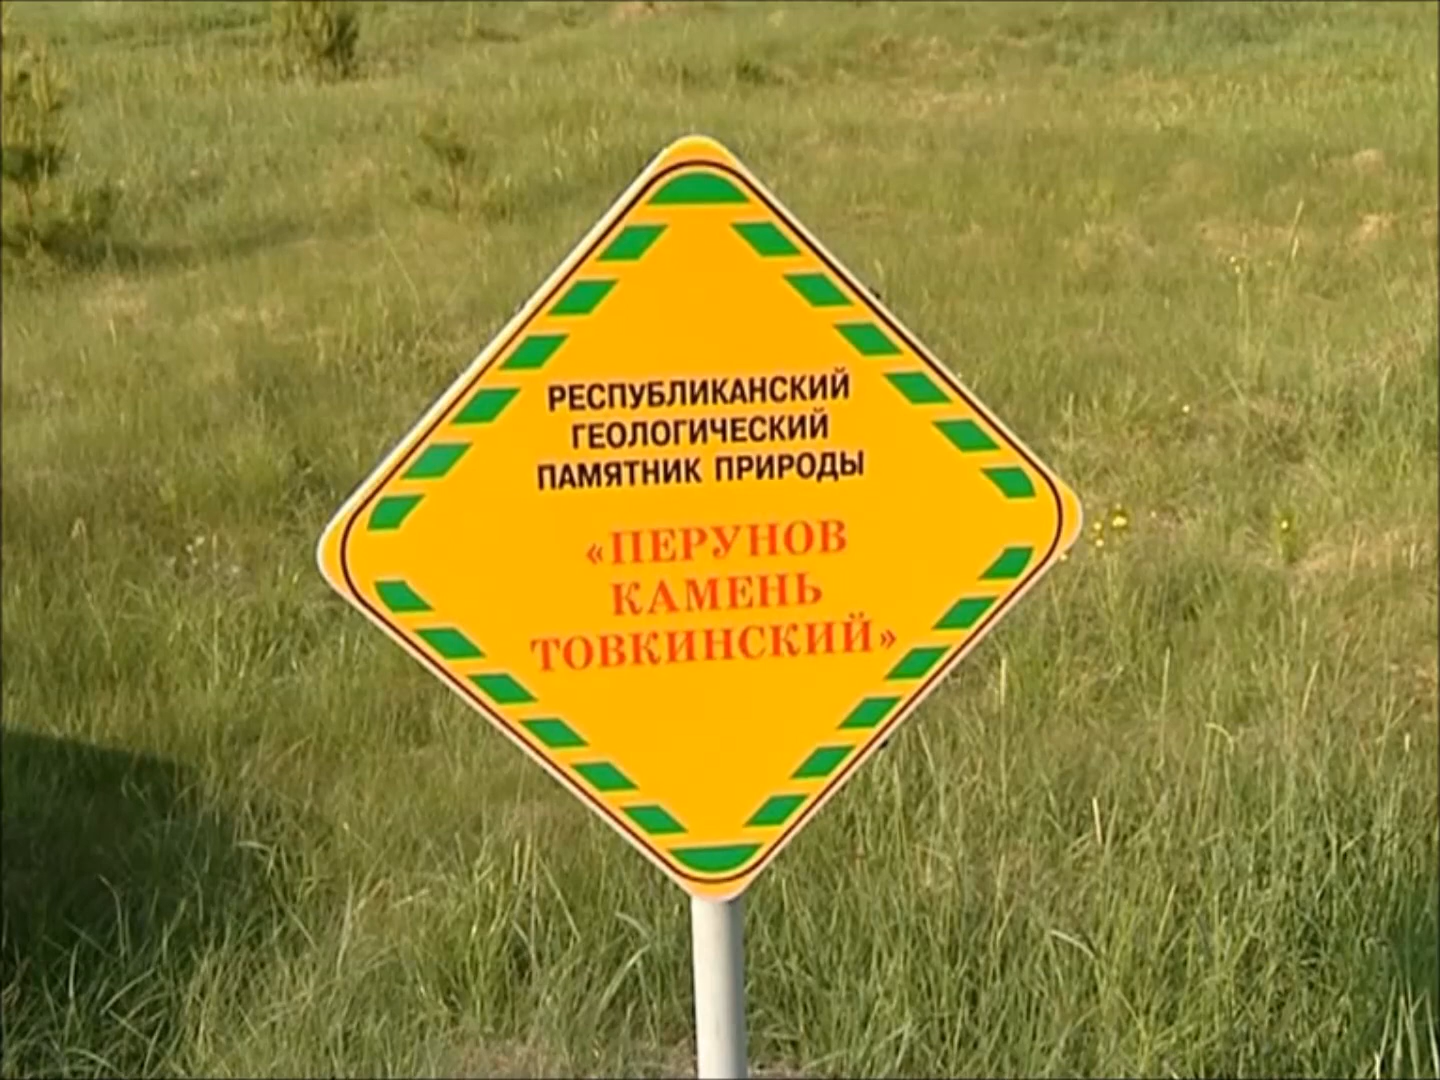 РЕСПУБЛИКАНСКИЙ
ГЕОЛОГИЧЕСКИЙ
ПАМЯТНИК ПРИРОДЫ
«ПЕРУНОВ
КАМЕНЬ
ТОВКИНСКИЙ»